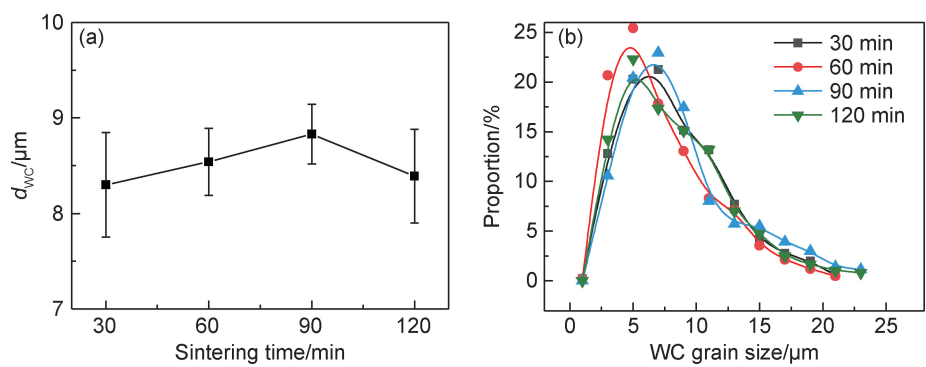 (a)
10
9
8
7
dWC/μm
30
60
90
120
Sintering time/min
(b)
25
20
15
10
5
0
Proportion/%
30 min
60 min
90 min
120 min
0
5
10
15
20
25
WC grain size/μm